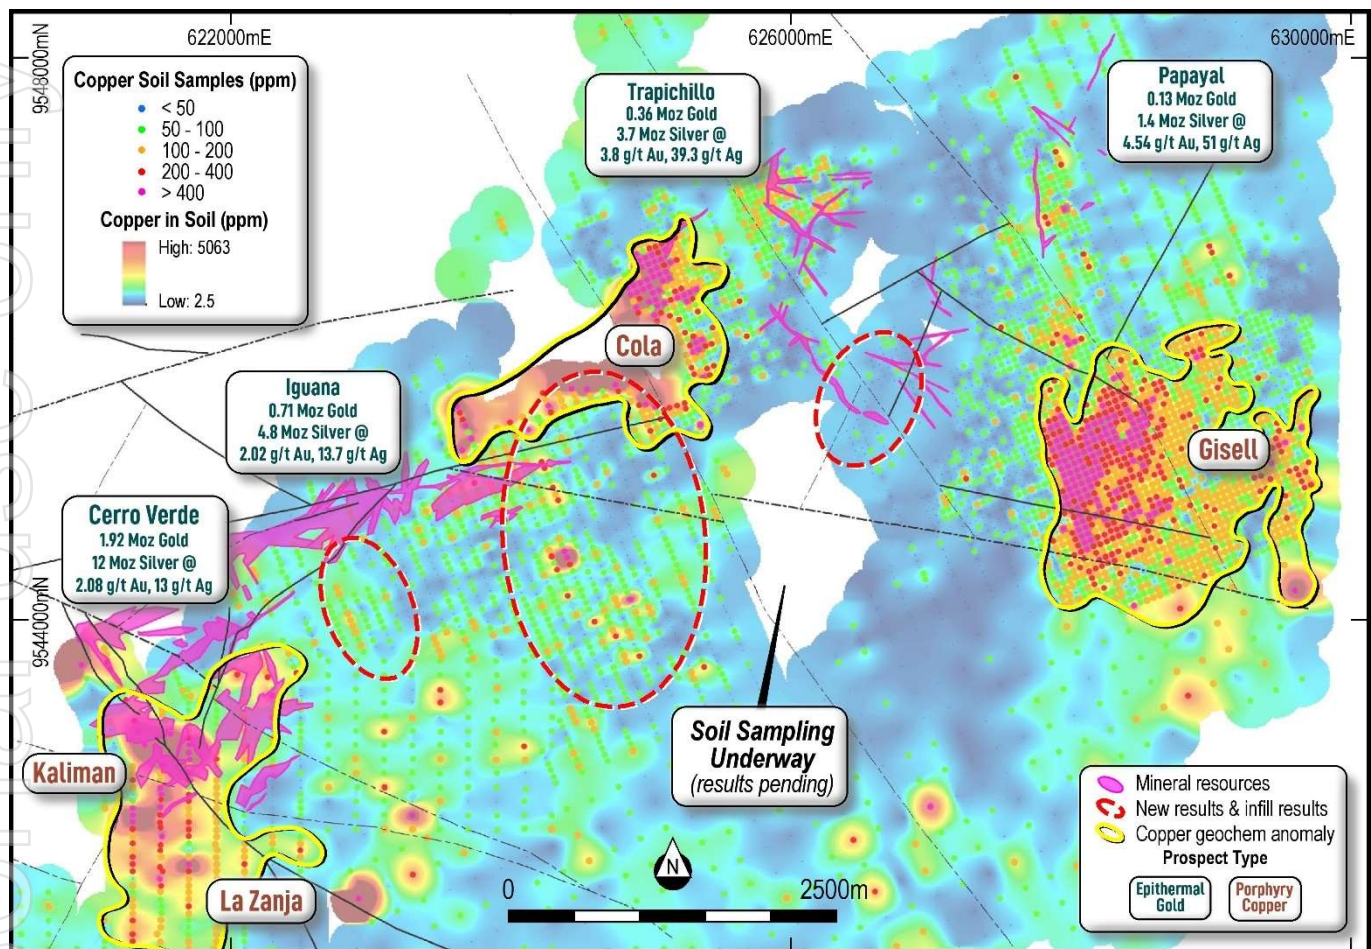 622000mE
626000mE
630000mE
9548000mN
9544000mN
Copper Soil Samples (ppm)
< 50
50 - 100
100 - 200
200 - 400
> 400
Copper in Soil (ppm)
High: 5063
Low: 2.5
Trapichillo
0.36 Moz Gold
3.7 Moz Silver @
3.8 g/t Au, 39.3 g/t Ag
Papayal
0.13 Moz Gold
1.4 Moz Silver @
4.54 g/t Au, 51 g/t Ag
Cola
Iguana
0.71 Moz Gold
4.8 Moz Silver @
2.02 g/t Au, 13.7 g/t Ag
Gisell
Cerro Verde
1.92 Moz Gold
12 Moz Silver @
2.08 g/t Au, 13 g/t Ag
Kaliman
La Zanja
Soil Sampling
Underway
(results pending)
N
0
2500m
Mineral resources
New results & infill results
Copper geochem anomaly
Prospect Type
Epithermal
Gold
Porphyry
Copper